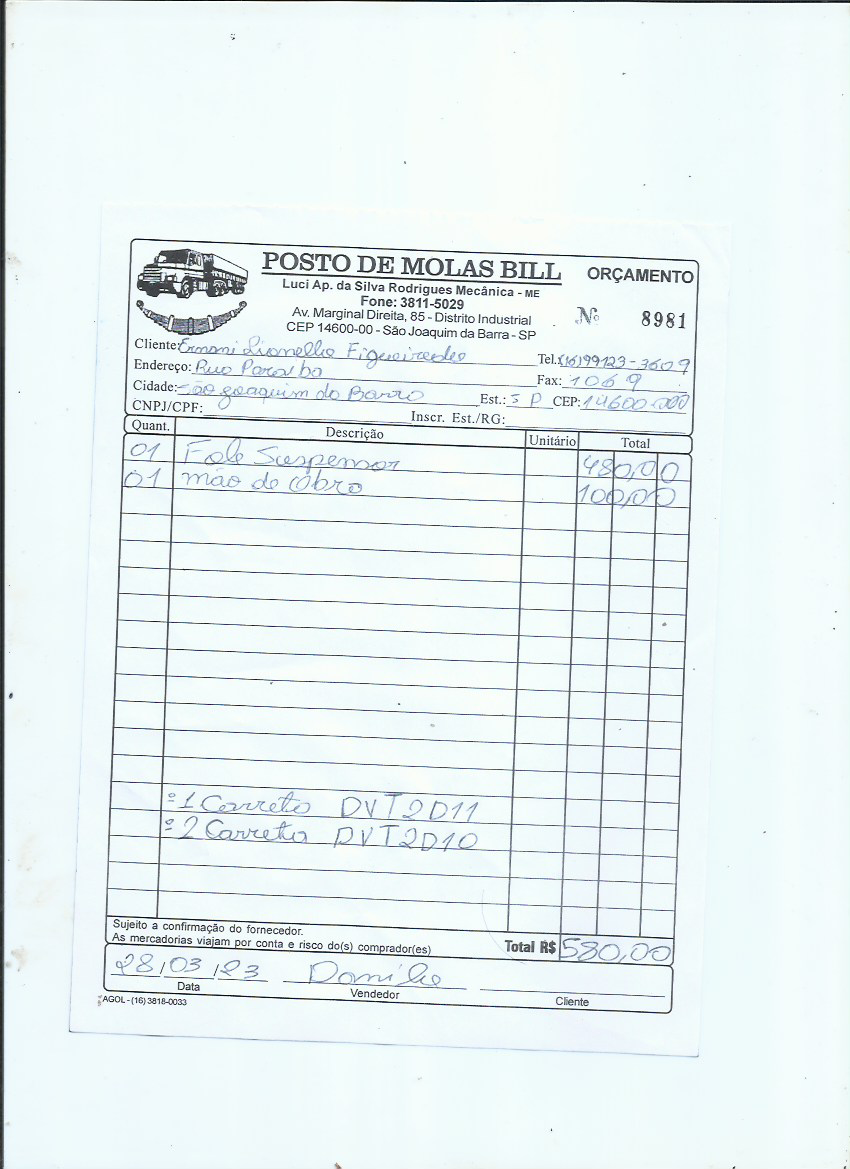 POSTO DE MOLAS BILL
ORÇAMENTO
Luci Ap. da Silva Rodrigues Mecânica - ME
Fone: 3811-5029
Av. Marginal Direita, 85 - Distrito Industrial
CEP 14600-00 - São Joaquim da Barra - SP
Nº 8981
Cliente: Ernani Lionello Figueiredo Tel.: (16)99123-3609
Endereço: Rua Paraiba Fax: 1069
Cidade: São Joaquim da Barra Est.: SP CEP: 14600-000
CNPJ/CPF: Inscr. Est./RG:
Quant. Descrição Unitário Total
01 Fole Suspensor 480,00
01 mão de Obra 100,00
º1 Carreta DVT2D11
º2 Carreta DVT2D10
Sujeito a confirmação do fornecedor.
As mercadorias viajam por conta e risco do(s) comprador(es)
Total R$ 580,00
28/03/23 Danilo
Data Vendedor Cliente
AGOL - (16) 3818-0033